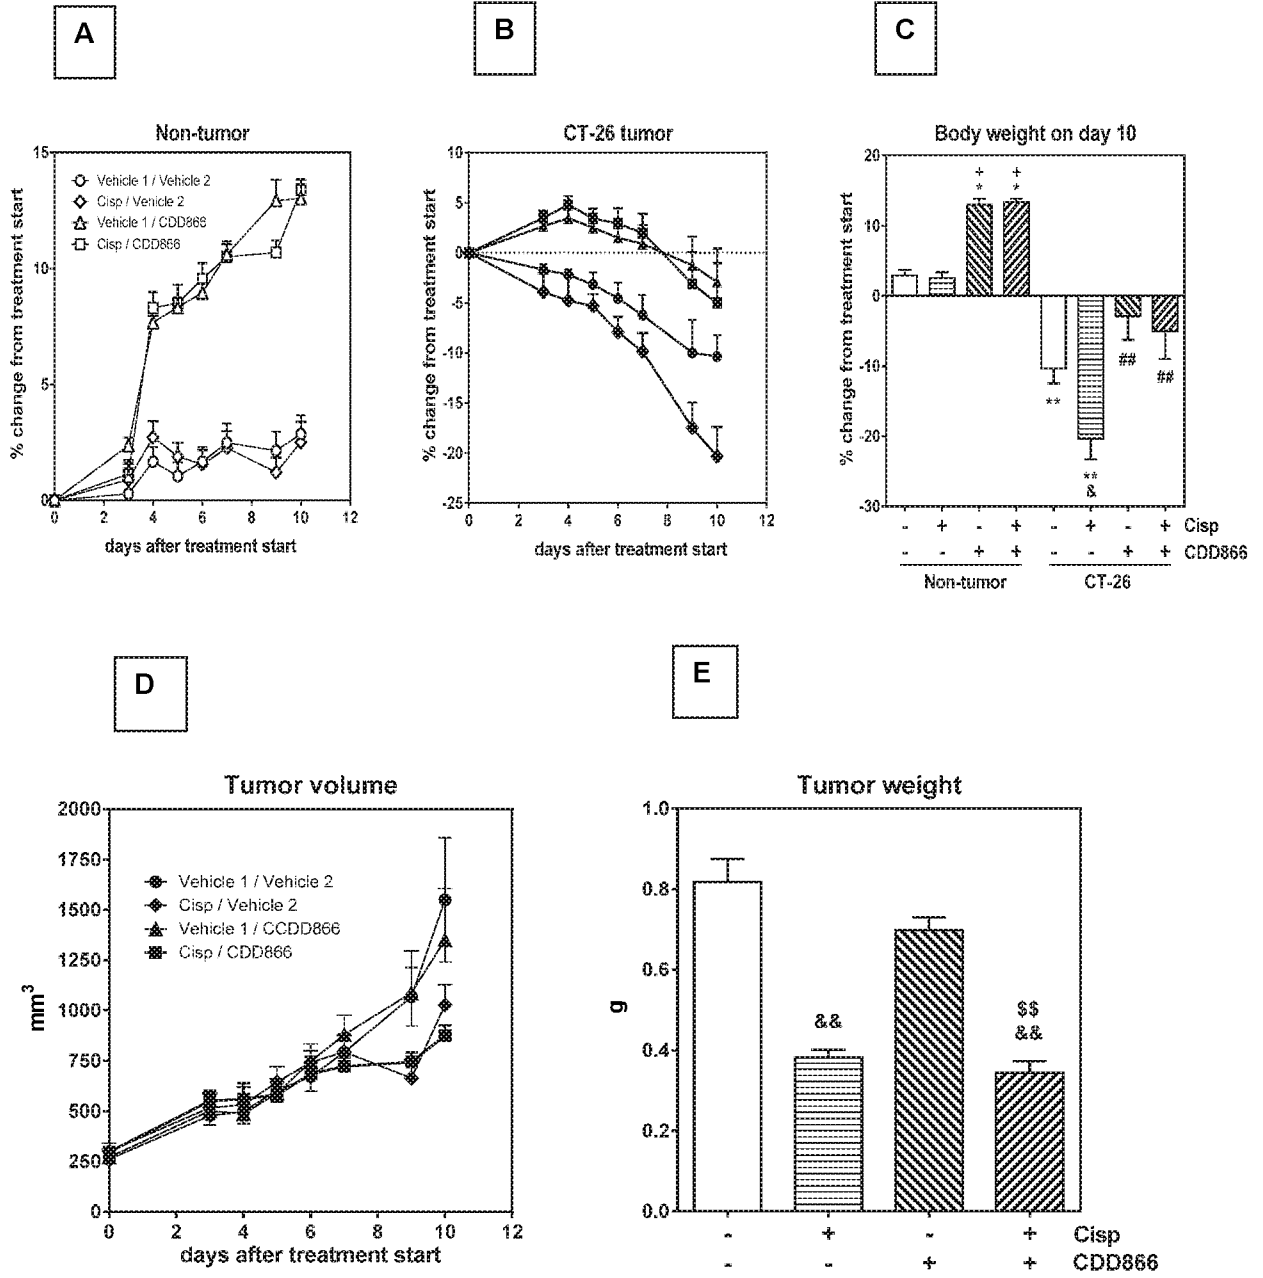 A
B
C
Non-tumor
CT-26 tumor
Body weight on day 10
% change from treatment start
15
10
5
0
Vehicle 1 / Vehicle 2
Cisp / Vehicle 2
Vehicle 1 / CDD866
Cisp / CDD866
0 2 4 6 8 10 12
days after treatment start
% change from treatment start
10
5
0
-5
-10
-15
-20
-25
0 2 4 6 8 10 12
days after treatment start
% change from treatment start
20
10
0
-10
-20
-30
+ +
* *
**
**
&
##
##
- + - + - + - + Cisp
- - + + - - + + CDD866
Non-tumor CT-26
D
E
Tumor volume
mm3
2000
1750
1500
1250
1000
750
500
250
0
Vehicle 1 / Vehicle 2
Cisp / Vehicle 2
Vehicle 1 / CCDD866
Cisp / CDD866
0 2 4 6 8 10 12
days after treatment start
Tumor weight
g
1.0
0.8
0.6
0.4
0.2
0.0
&&
$$
&&
- + - + Cisp
- - + + CDD866